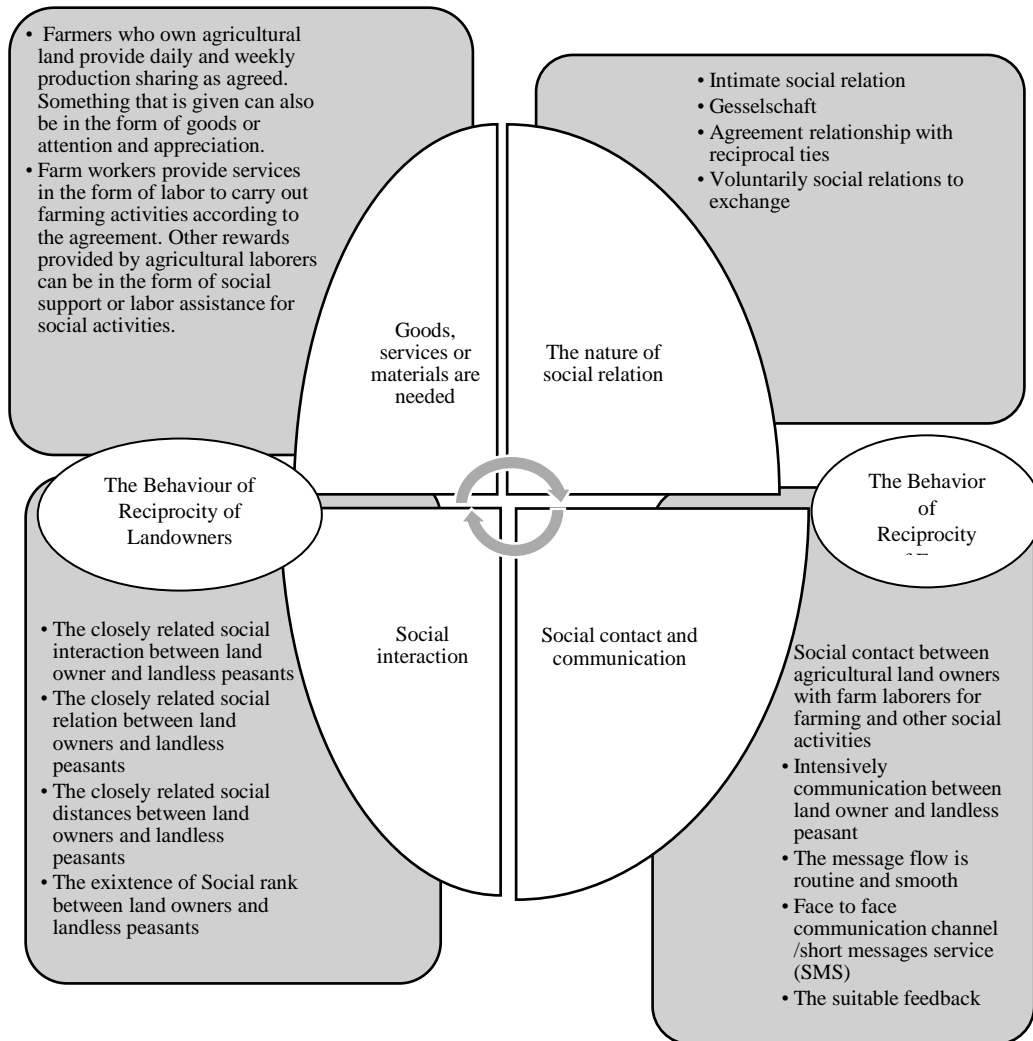 • Farmers who own agricultural
land provide daily and weekly
production sharing as agreed.
Something that is given can also
be in the form of goods or
attention and appreciation.
• Farm workers provide services
in the form of labor to carry out
farming activities according to
the agreement. Other rewards
provided by agricultural laborers
can be in the form of social
support or labor assistance for
social activities.
• Intimate social relation
• Gesselschaft
• Agreement relationship with
reciprocal ties
• Voluntarily social relations to
exchange
Goods,
services or
materials are
needed
The nature of
social relation
The Behaviour of
Reciprocity of
Landowners
The Behavior
of
Reciprocity
Social
interaction
Social contact and
communication
• The closely related social
interaction between land
owner and landless peasants
• The closely related social
relation between land
owners and landless
peasants
• The closely related social
distances between land
owners and landless
peasants
• The exixtence of Social rank
between land owners and
landless peasants
Social contact between
agricultural land owners
with farm laborers for
farming and other social
activities
• Intensively
communication between
land owner and landless
peasant
• The message flow is
routine and smooth
• Face to face
communication channel
/short messages service
(SMS)
• The suitable feedback